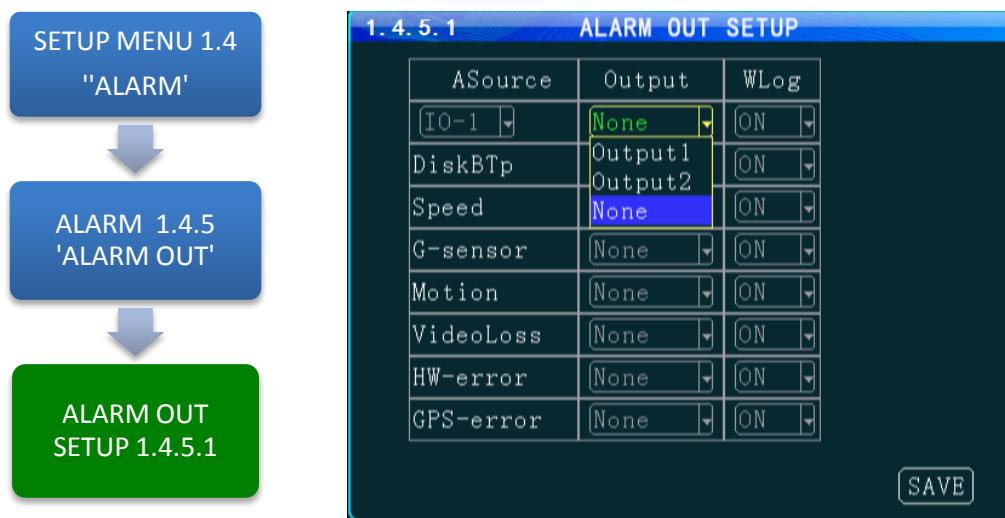 SETUP MENU 1.4
''ALARM'
ALARM 1.4.5
'ALARM OUT'
ALARM OUT
SETUP 1.4.5.1
1.4.5.1 ALARM OUT SETUP
ASource Output WLog
IO-1 None ON
Output1
DiskBTp ON
Output2
Speed None ON
G-sensor None ON
Motion None ON
VideoLoss None ON
HW-error None ON
GPS-error None ON
SAVE